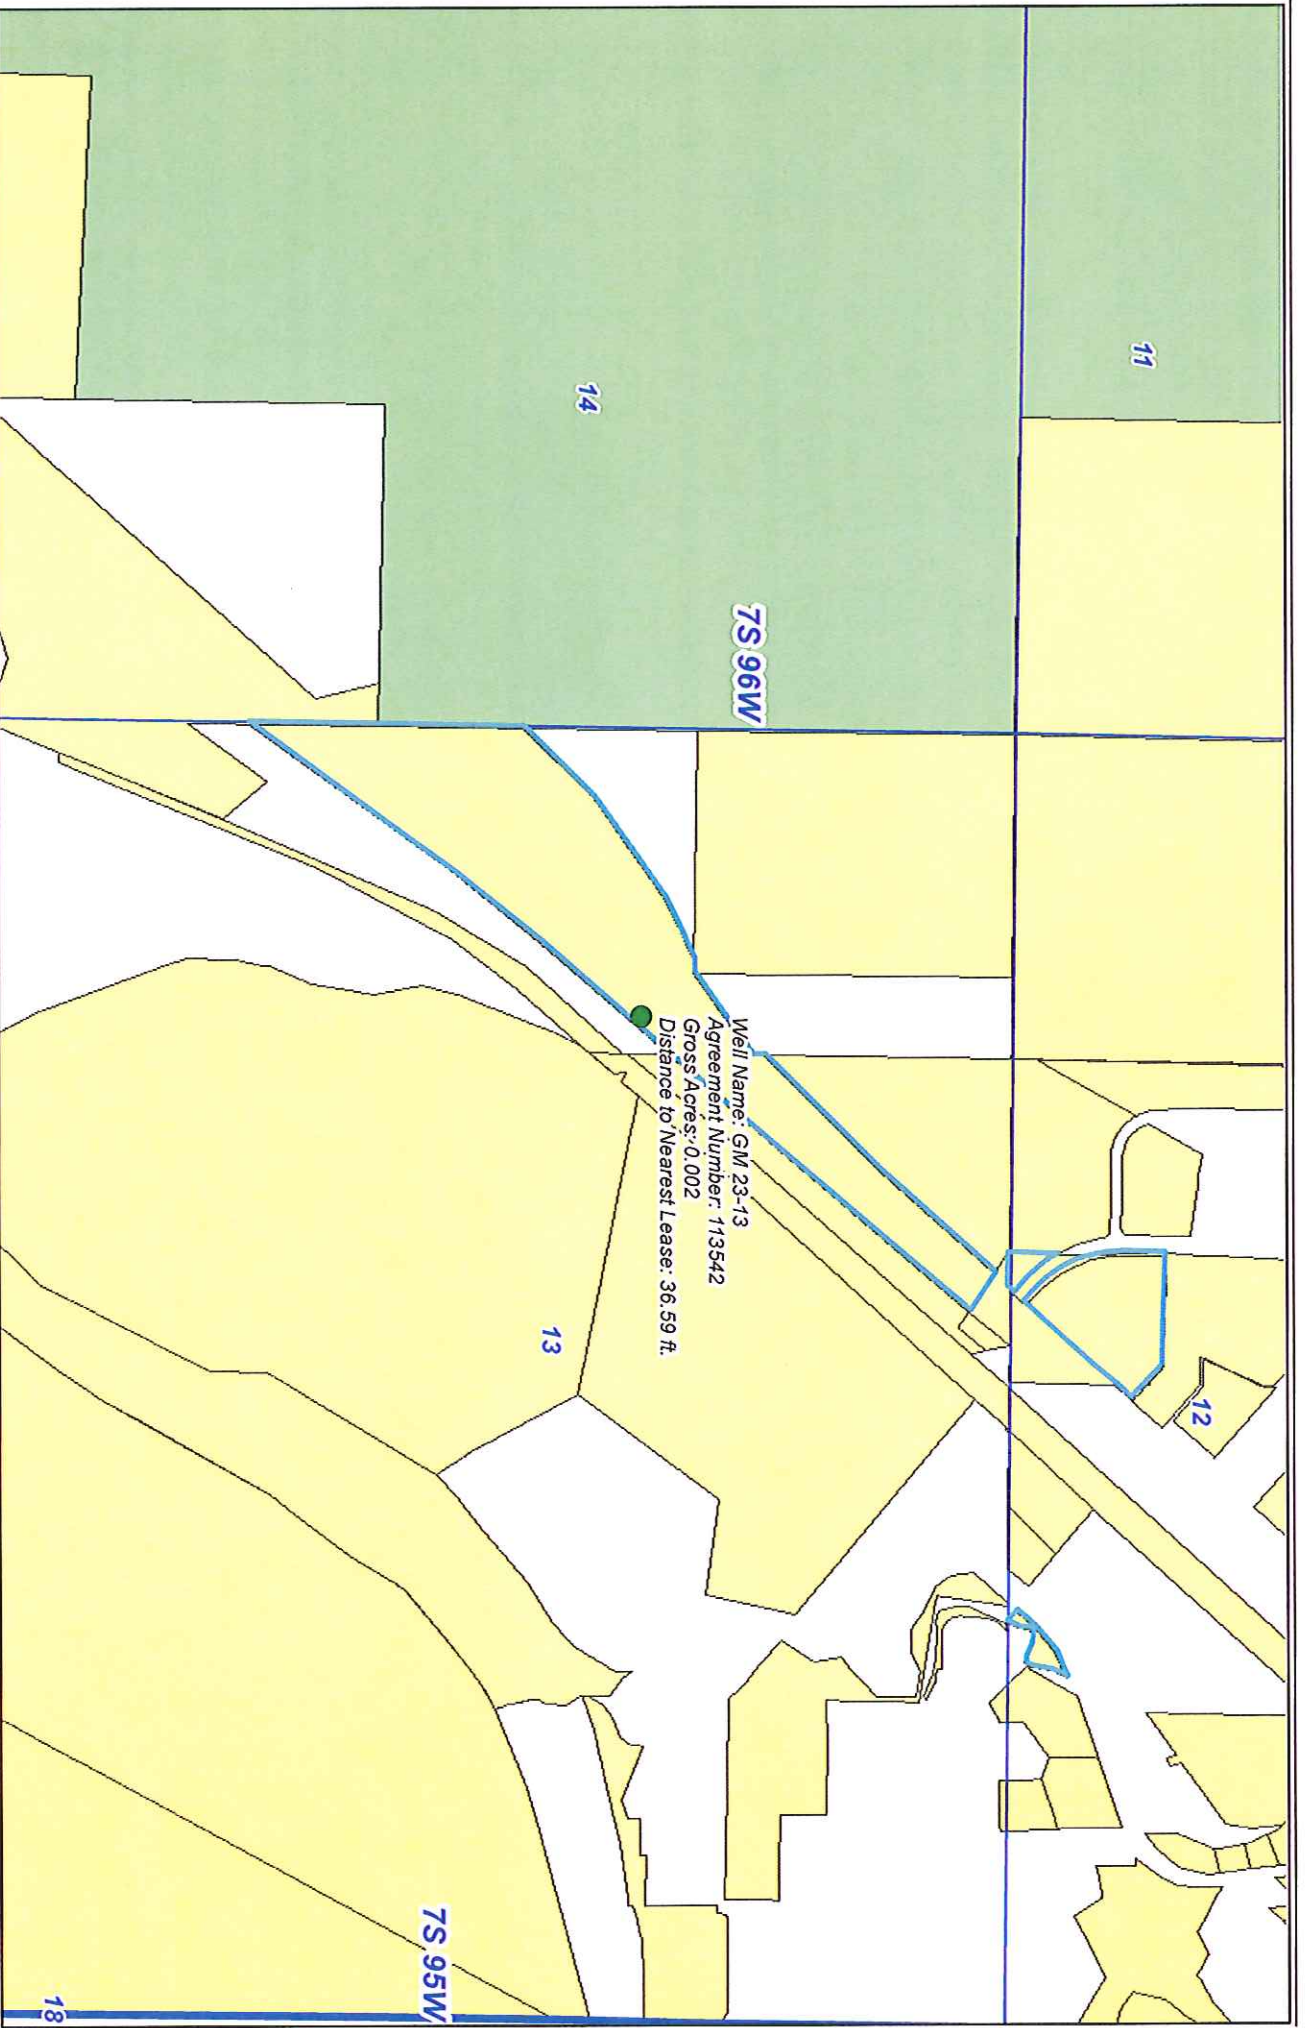 11
12
14
7S 96W
Well Name: GM 23-13
Agreement Number: 113542
Gross Acres: 0.002
Distance to Nearest Lease: 36.59 ft.
13
7S 95W
18